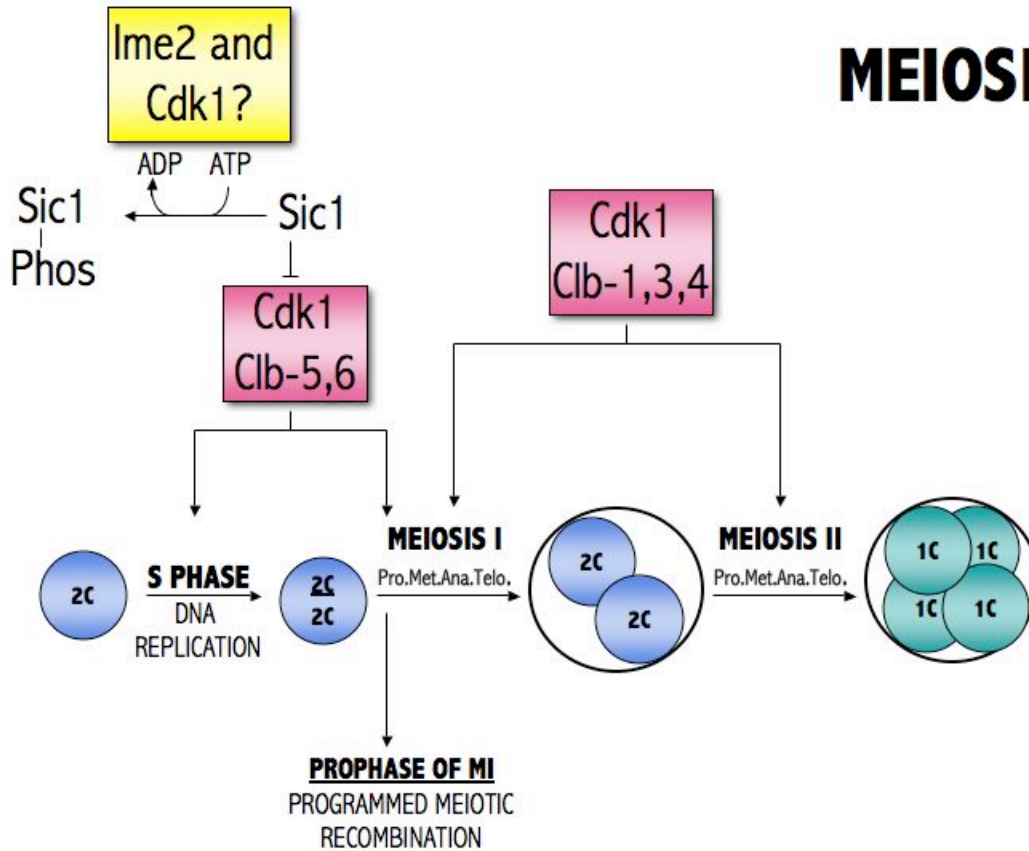 Ime2 and
Cdk1?
MEIOSI
ADP ATP
Sic1
Phos
Sic1
Cdk1
Clb-1,3,4
Cdk1
Clb-5,6
2C
S PHASE
DNA
REPLICATION
2C
2C
MEIOSIS I
Pro.Met.Ana.Telo.
2C
2C
MEIOSIS II
Pro.Met.Ana.Telo.
1C
1C
1C
1C
PROPHASE OF MI
PROGRAMMED MEIOTIC
RECOMBINATION